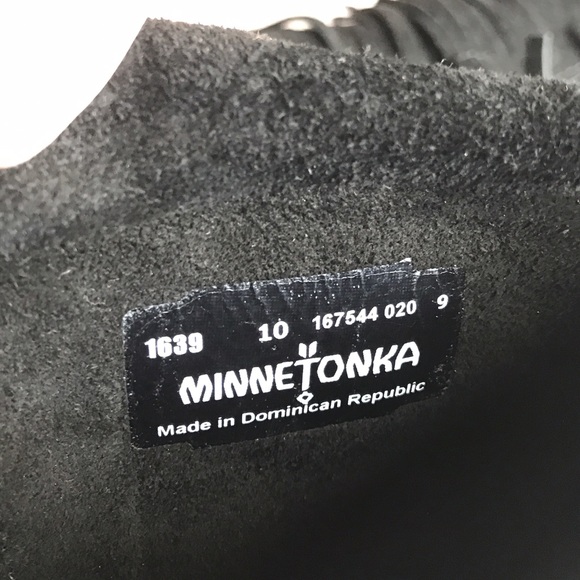 1639 10 167544 020 9
MINNETONKA
Made in Dominican Republic